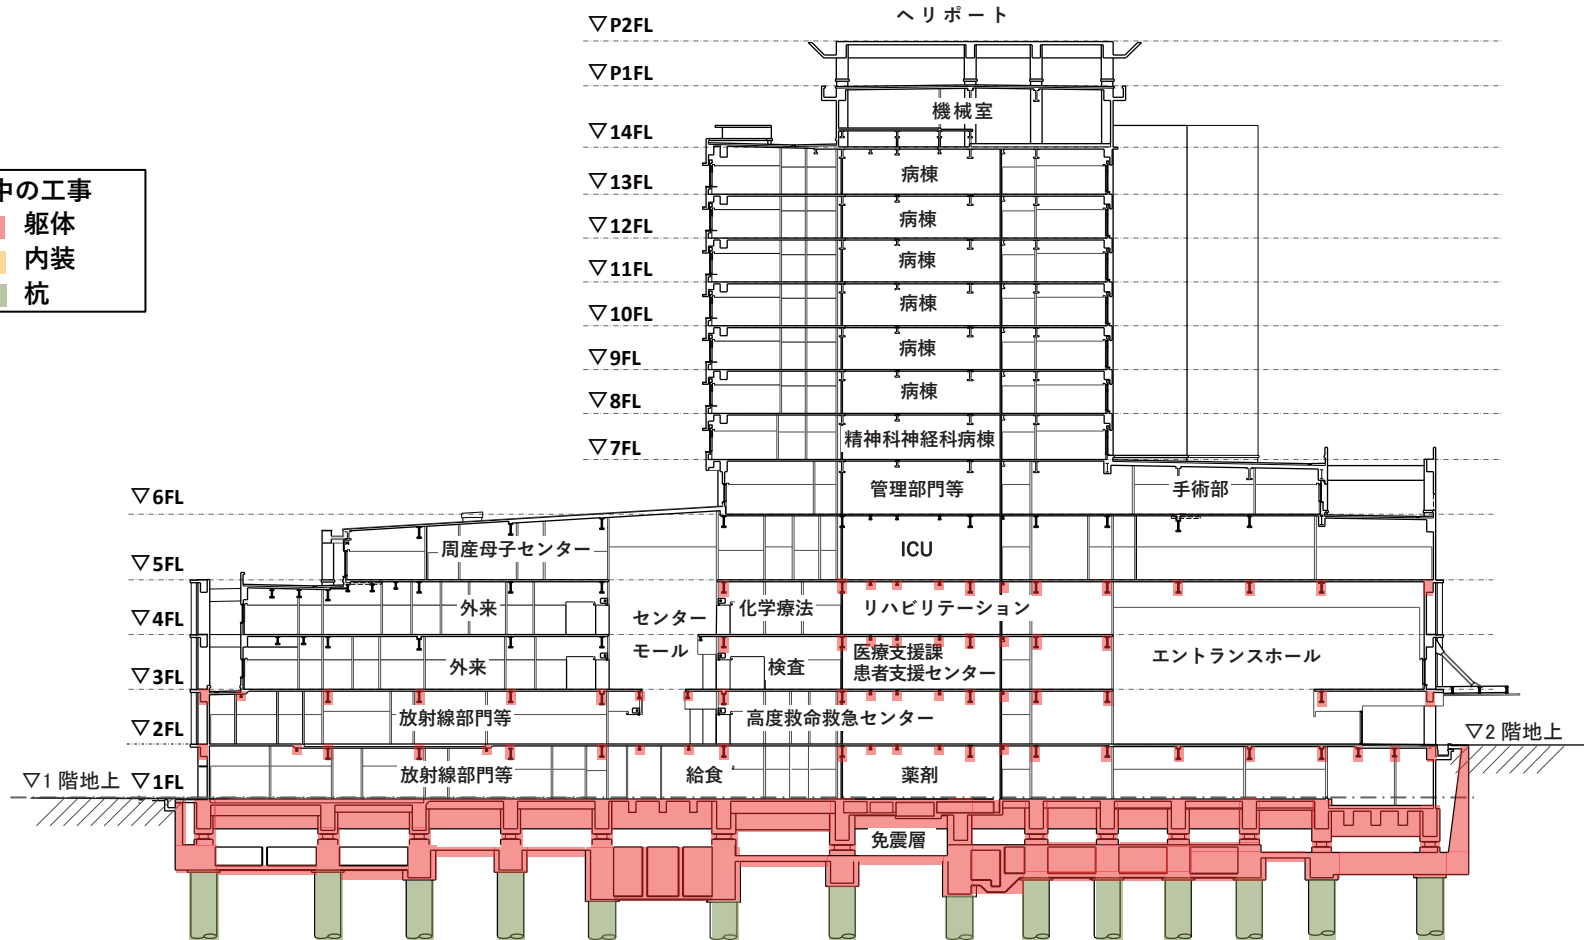 ヘリポート
▽P2FL
▽P1FL
機械室
▽14FL
中の工事
躯体
内装
杭
病棟
▽13FL
病棟
▽12FL
病棟
▽11FL
病棟
▽10FL
病棟
▽9FL
病棟
▽8FL
精神科神経科病棟
▽7FL
管理部門等
手術部
▽6FL
周産母子センター
ICU
▽5FL
外来
センター
モール
化学療法
リハビリテーション
▽4FL
外来
検査
医療支援課
患者支援センター
エントランスホール
▽3FL
放射線部門等
高度救命救急センター
▽2FL
▽2階地上
放射線部門等
給食
薬剤
▽1階地上
▽1FL
免震層